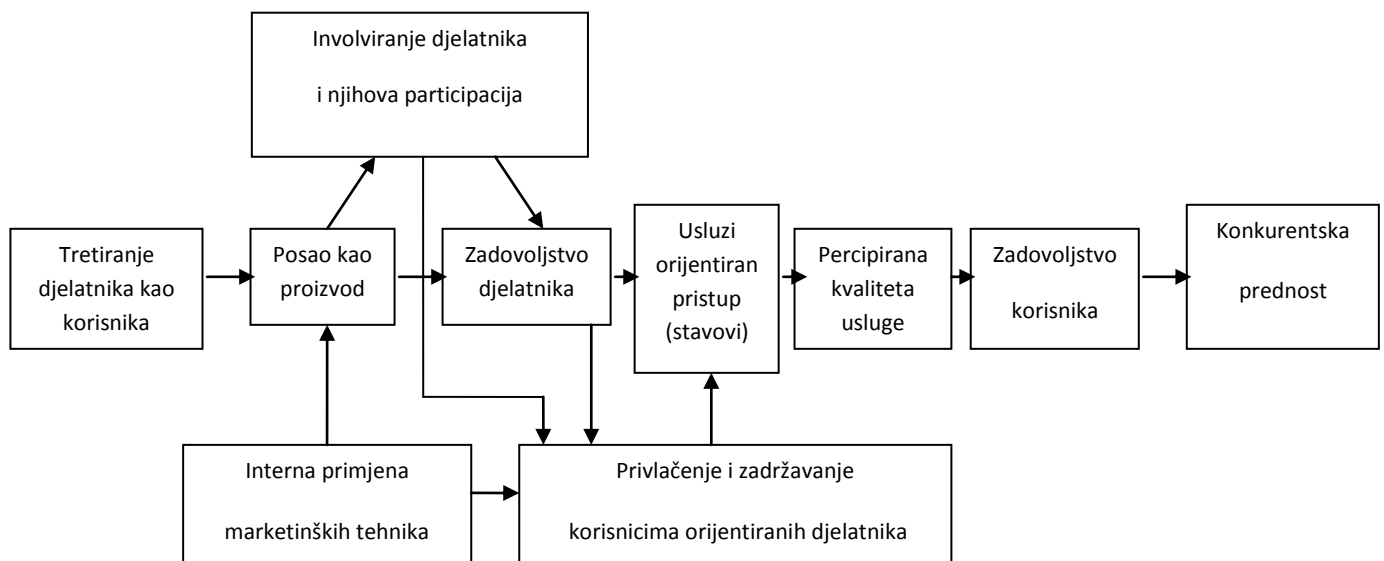 Involviranje djelatnika
i njihova participacija
Tretiranje
djelatnika kao
korisnika
Posao kao
proizvod
Zadovoljstvo
djelatnika
Usluzi
orijentiran
pristup
(stavovi)
Percipirana
kvaliteta
usluge
Zadovoljstvo
korisnika
Konkurentska
prednost
Interna primjena
marketinških tehnika
Privlačenje i zadržavanje
korisnicima orijentiranih djelatnika